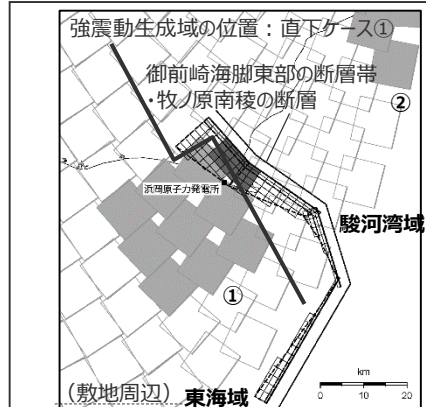 強震動生成域の位置：直下ケース①
御前崎海脚東部の断層帯
・牧ノ原南稜の断層
②
浜岡原子力発電所
駿河湾域
①
km
0 10 20
（敷地周辺）
東海域